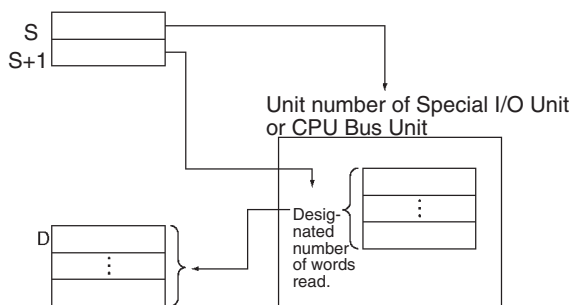 S
S+1
Unit number of Special I/O Unit
or CPU Bus Unit
Desig-
nated
number
of words
read.
D